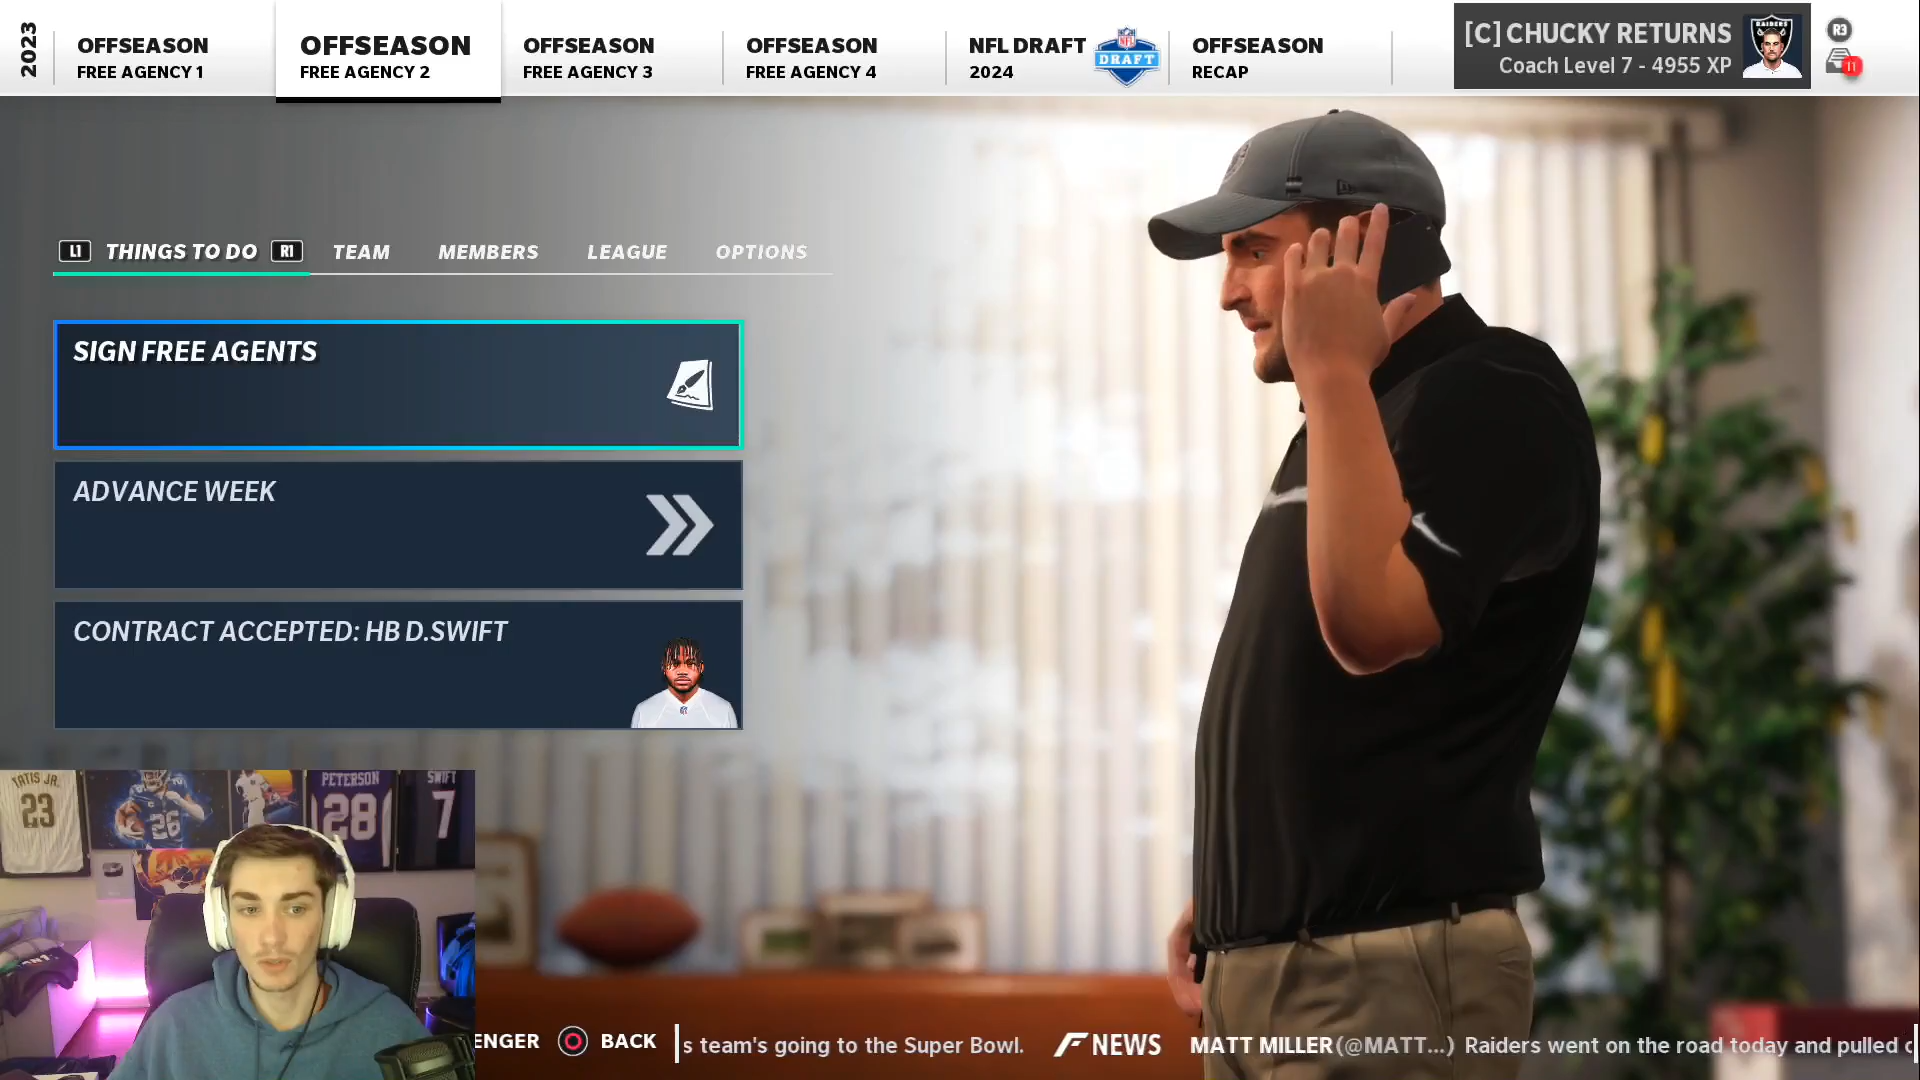 2023
OFFSEASON
FREE AGENCY 1
OFFSEASON
FREE AGENCY 2
OFFSEASON
FREE AGENCY 3
OFFSEASON
FREE AGENCY 4
NFL DRAFT
2024
NFL
DRAFT
OFFSEASON
RECAP
[C] CHUCKY RETURNS
Coach Level 7 - 4955 XP
RAIDERS
R3
11
L1 THINGS TO DO R1 TEAM MEMBERS LEAGUE OPTIONS
SIGN FREE AGENTS
ADVANCE WEEK
CONTRACT ACCEPTED: HB D.SWIFT
TATIS JR.
23
26
PETERSON
28
SWIFT
7
ENGER BACK s team's going to the Super Bowl. NEWS MATT MILLER (@MATT...) Raiders went on the road today and pulled